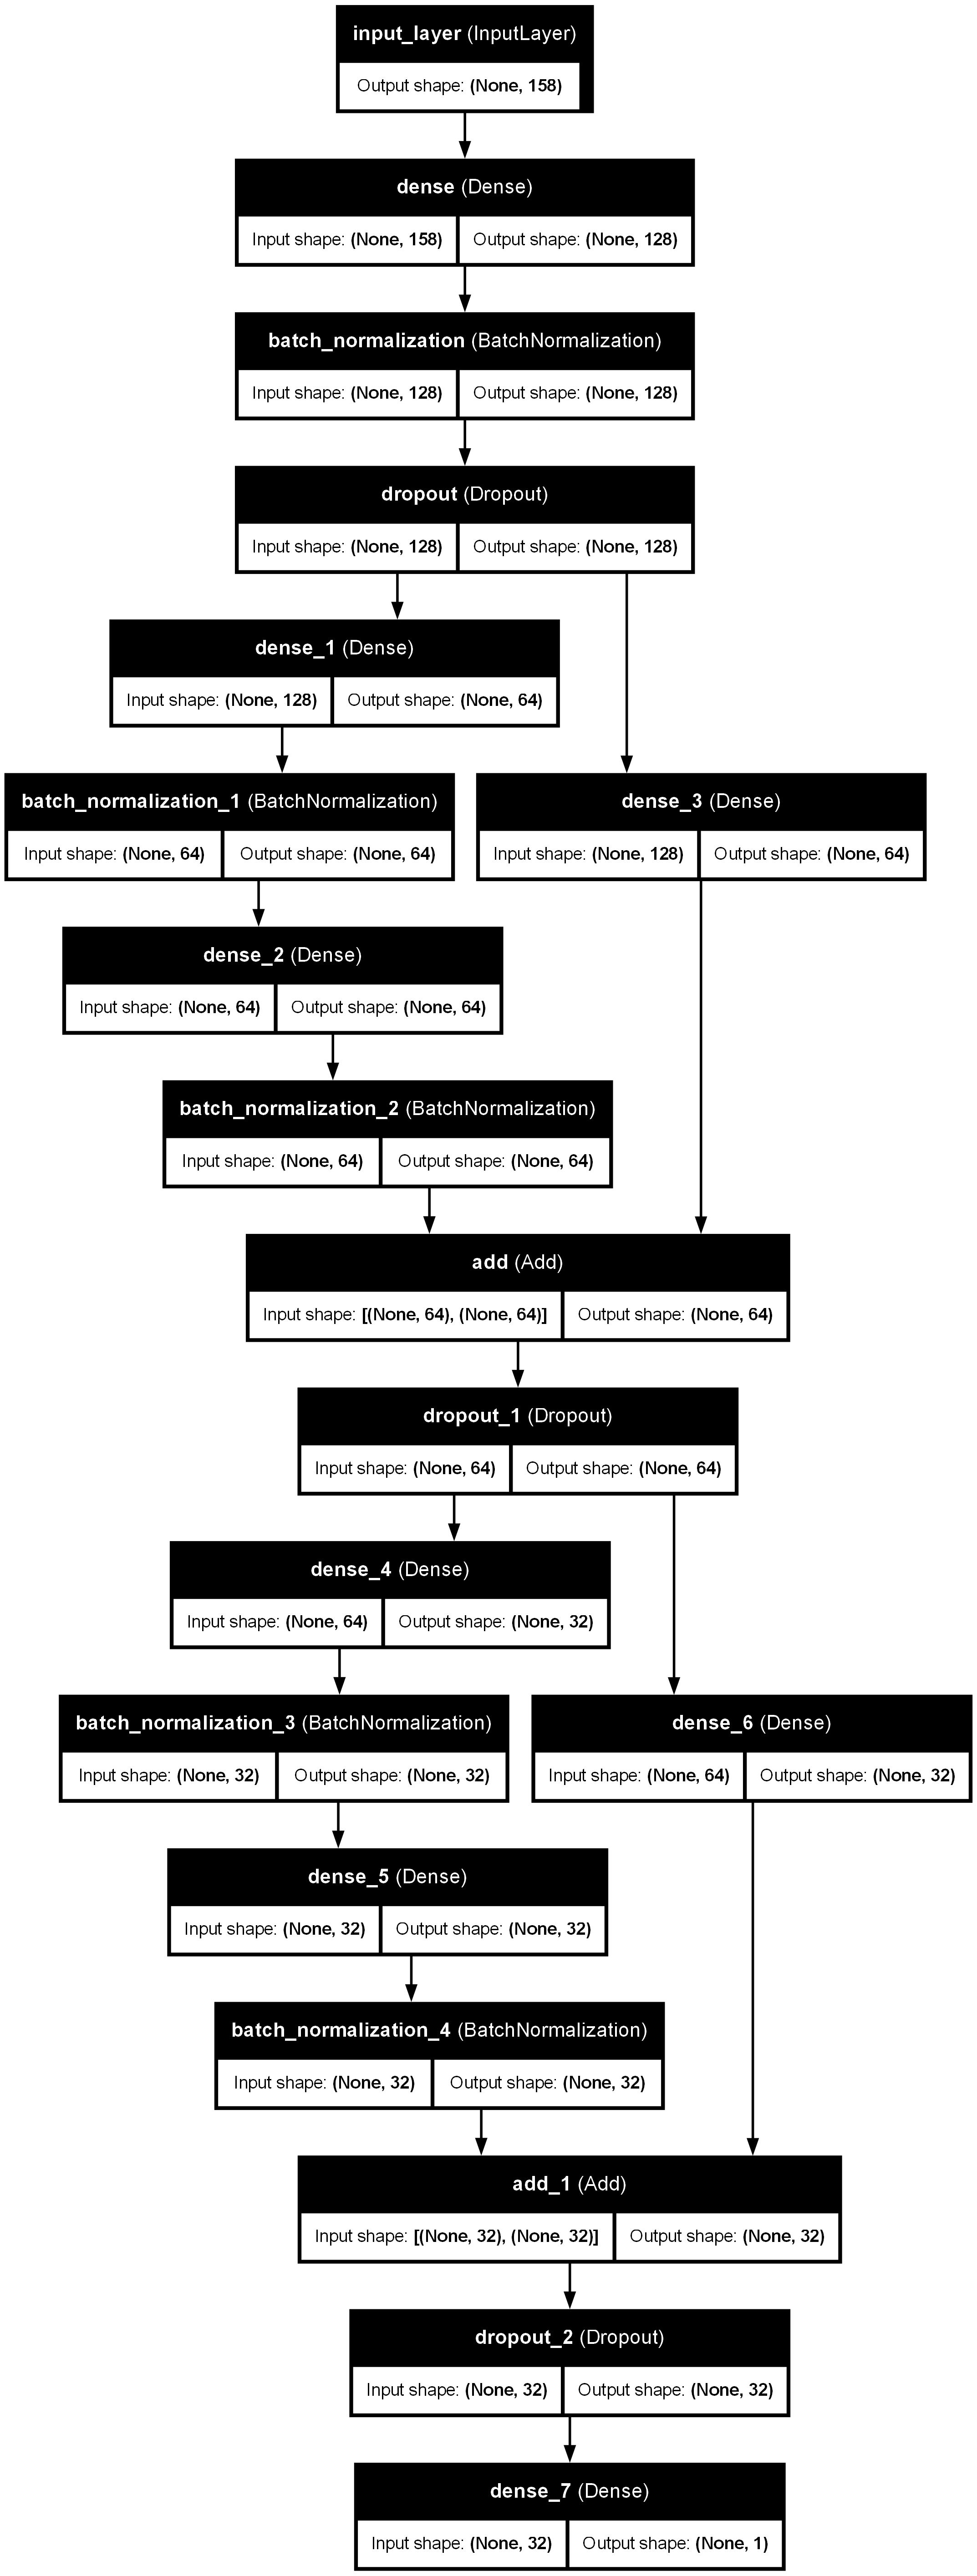 input_layer (InputLayer)
Output shape: (None, 158)
dense (Dense)
Input shape: (None, 158) Output shape: (None, 128)
batch_normalization (BatchNormalization)
Input shape: (None, 128) Output shape: (None, 128)
dropout (Dropout)
Input shape: (None, 128) Output shape: (None, 128)
dense_1 (Dense)
Input shape: (None, 128) Output shape: (None, 64)
batch_normalization_1 (BatchNormalization)
Input shape: (None, 64) Output shape: (None, 64)
dense_3 (Dense)
Input shape: (None, 128) Output shape: (None, 64)
dense_2 (Dense)
Input shape: (None, 64) Output shape: (None, 64)
batch_normalization_2 (BatchNormalization)
Input shape: (None, 64) Output shape: (None, 64)
add (Add)
Input shape: [(None, 64), (None, 64)] Output shape: (None, 64)
dropout_1 (Dropout)
Input shape: (None, 64) Output shape: (None, 64)
dense_4 (Dense)
Input shape: (None, 64) Output shape: (None, 32)
batch_normalization_3 (BatchNormalization)
Input shape: (None, 32) Output shape: (None, 32)
dense_6 (Dense)
Input shape: (None, 64) Output shape: (None, 32)
dense_5 (Dense)
Input shape: (None, 32) Output shape: (None, 32)
batch_normalization_4 (BatchNormalization)
Input shape: (None, 32) Output shape: (None, 32)
add_1 (Add)
Input shape: [(None, 32), (None, 32)] Output shape: (None, 32)
dropout_2 (Dropout)
Input shape: (None, 32) Output shape: (None, 32)
dense_7 (Dense)
Input shape: (None, 32) Output shape: (None, 1)